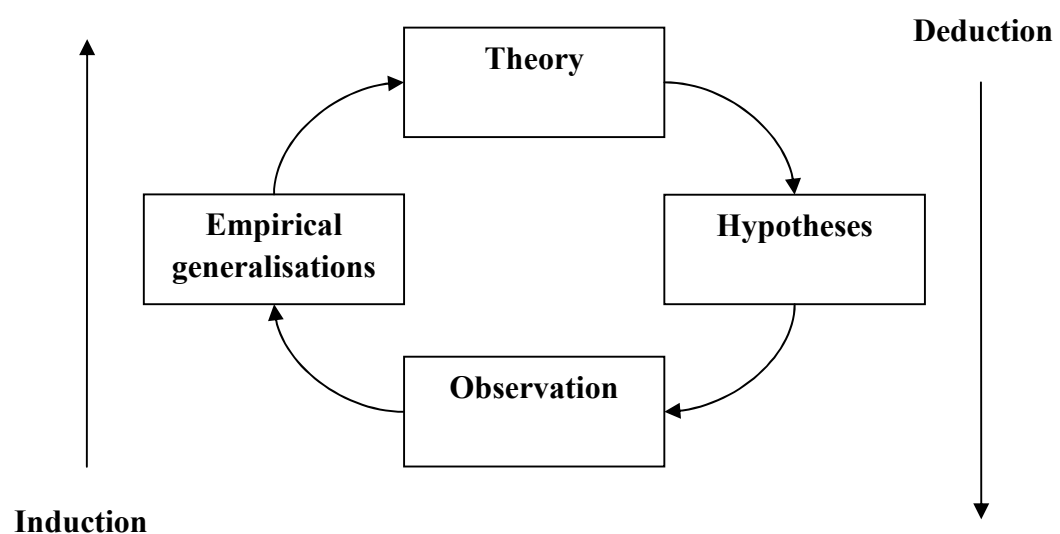 Deduction
Theory
Empirical
generalisations
Hypotheses
Observation
Induction